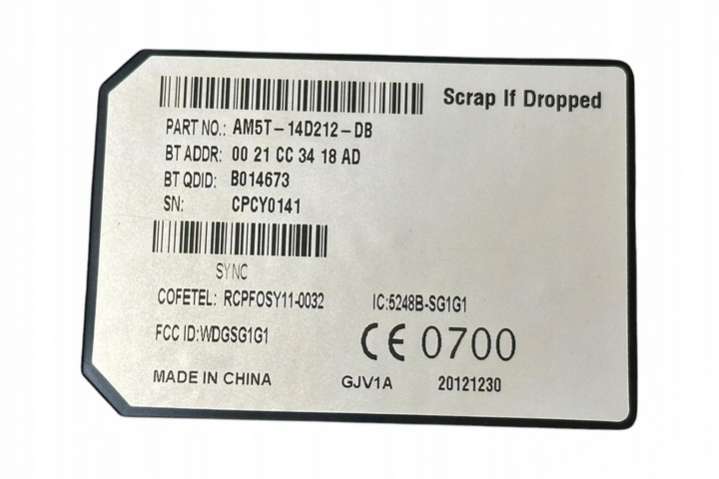 Scrap If Dropped
PART NO.: AM5T-14D212-DB
BT ADDR: 00 21 CC 34 18 AD
BT QDID: B014673
SN: CPCY0141
SYNC
COFETEL: RCPFOSY11-0032 IC:5248B-SG1G1
FCC ID:WDGSG1G1 CE 0700
MADE IN CHINA GJV1A 20121230